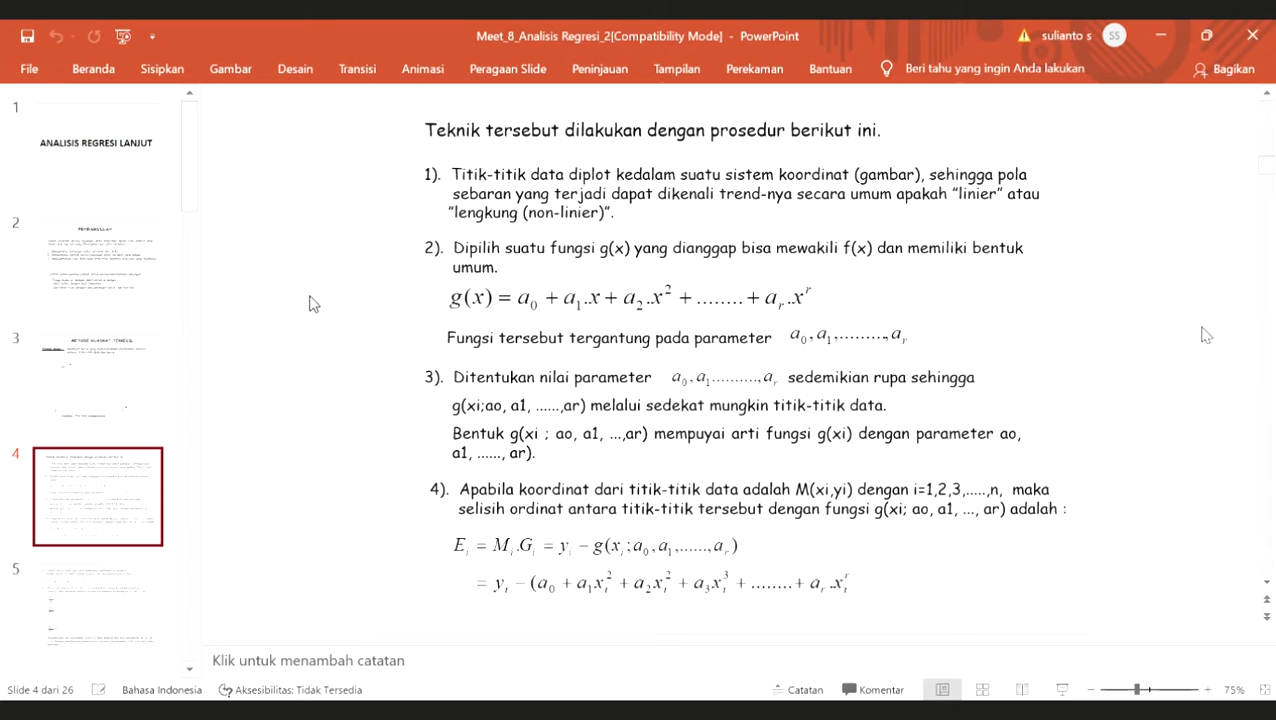 Meet_8_Analisis Regresi_2[Compatibility Mode] - PowerPoint
sulianto s
SS
File Beranda Sisipkan Gambar Desain Transisi Animasi Peragaan Slide Peninjauan Tampilan Perekaman Bantuan Beri tahu yang ingin Anda lakukan Bagikan
1
ANALISIS REGRESI LANJUT
2
PENDAHULUAN
3
METODE KUADRAT TERKECIL
4
5
Teknik tersebut dilakukan dengan prosedur berikut ini.
1). Titik-titik data diplot kedalam suatu sistem koordinat (gambar), sehingga pola
sebaran yang terjadi dapat dikenali trend-nya secara umum apakah "linier" atau
"lengkung (non-linier)".
2). Dipilih suatu fungsi g(x) yang dianggap bisa mewakili f(x) dan memiliki bentuk
umum.
g(x) = a₀ + a₁.x + a₂.x² + ........ + aᵣ.xʳ
Fungsi tersebut tergantung pada parameter a₀,a₁,........,aᵣ
3). Ditentukan nilai parameter a₀,a₁..........,aᵣ sedemikian rupa sehingga
g(xi;ao, a1, ......,ar) melalui sedekat mungkin titik-titik data.
Bentuk g(xi ; ao, a1, ...,ar) mempuyai arti fungsi g(xi) dengan parameter ao,
a1, ......, ar).
4). Apabila koordinat dari titik-titik data adalah M(xi,yi) dengan i=1,2,3,.....,n, maka
selisih ordinat antara titik-titik tersebut dengan fungsi g(xi; ao, a1, ..., ar) adalah :
Eᵢ = Mᵢ.Gᵢ = yᵢ − g(xᵢ;a₀,a₁,......,aᵣ)
= y − (a₀ + a₁xₜ² + a₂xₜ² + a₃xₜ³ + ........ + aᵣ.xₜʳ
Klik untuk menambah catatan
Slide 4 dari 26 Bahasa Indonesia Aksesibilitas: Tidak Tersedia Catatan Komentar 75%